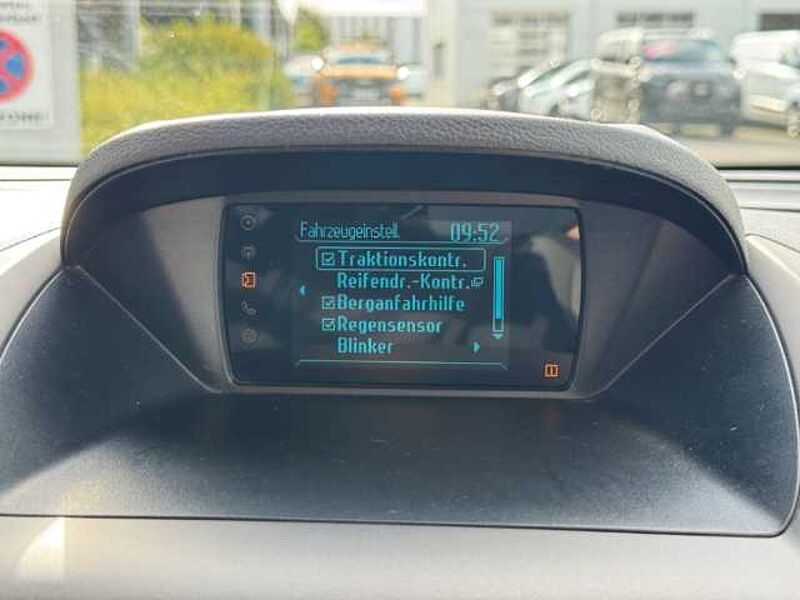 Fahrzeugeinstell. 09:52
Traktionskontr.
Reifendr.-Kontr.
Berganfahrhilfe
Regensensor
Blinker